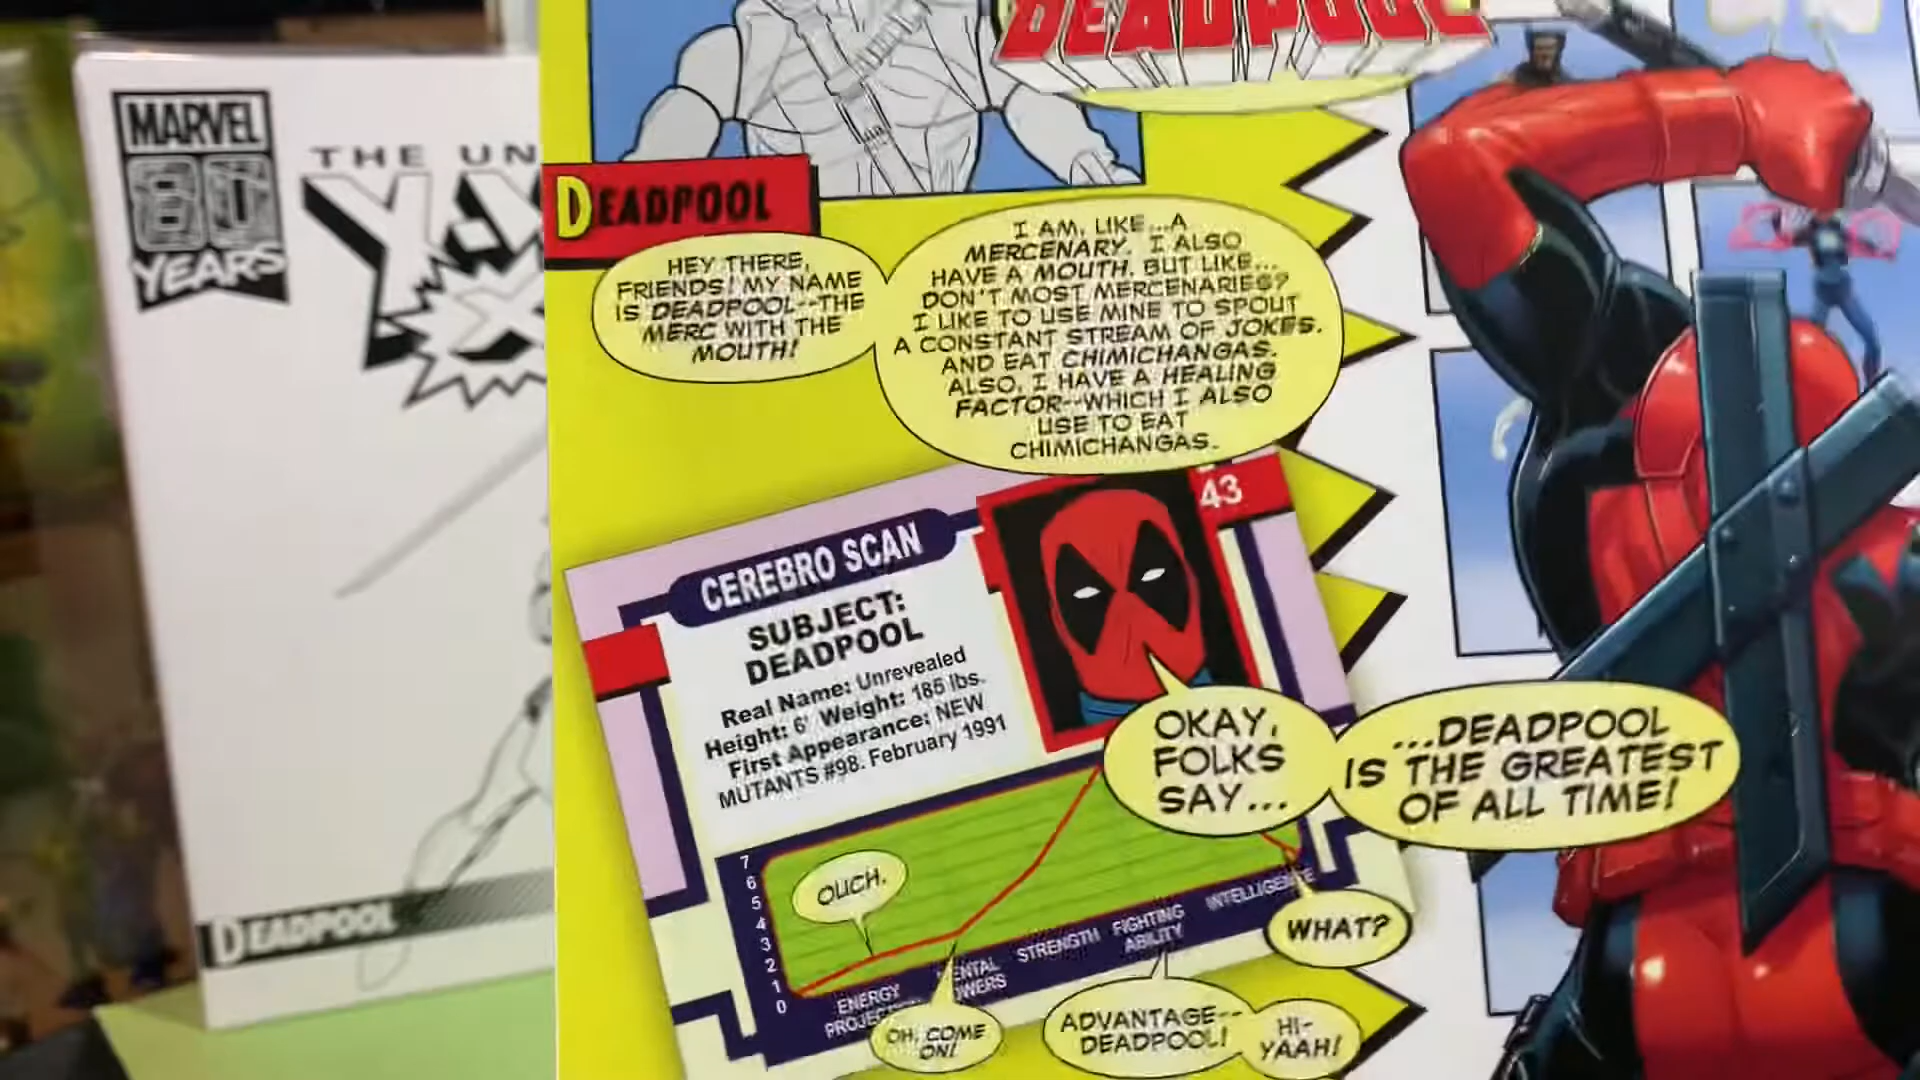 MARVEL
80
YEARS
THE UN
DEADPOOL
DEADPOOL
DEADPOOL
HEY THERE,
FRIENDS! MY NAME
IS DEADPOOL--THE
MERC WITH THE
MOUTH!
I AM, LIKE...A
MERCENARY. I ALSO
HAVE A MOUTH. BUT LIKE...
DON'T MOST MERCENARIES?
I LIKE TO USE MINE TO SPOUT
A CONSTANT STREAM OF JOKES.
AND EAT CHIMICHANGAS.
ALSO, I HAVE A HEALING
FACTOR--WHICH I ALSO
USE TO EAT
CHIMICHANGAS.
43
CEREBRO SCAN
SUBJECT:
DEADPOOL
Real Name: Unrevealed
Height: 6' Weight: 185 lbs.
First Appearance: NEW
MUTANTS #98. February 1991
OKAY,
FOLKS
SAY...
...DEADPOOL
IS THE GREATEST
OF ALL TIME!
7
6
5
4
3
2
1
0
OUCH.
ENERGY
PROJEC
ENTAL
OWERS
STRENGTH
FIGHTING
ABILITY
INTELLIGENCE
WHAT?
OH, COME
ON!
ADVANTAGE--
DEADPOOL!
HI-
YAAH!